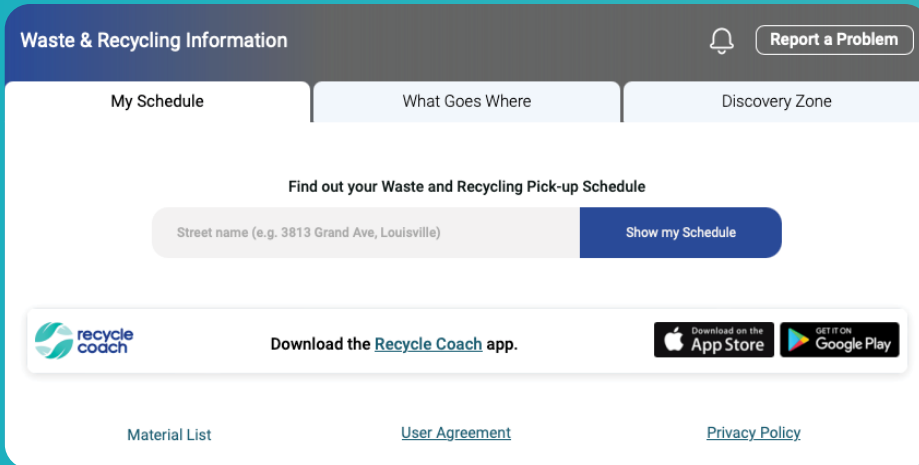 Waste & Recycling Information
Report a Problem
My Schedule
What Goes Where
Discovery Zone
Find out your Waste and Recycling Pick-up Schedule
Street name (e.g. 3813 Grand Ave, Louisville)
Show my Schedule
recycle
coach
Download the Recycle Coach app.
Download on the
App Store
GET IT ON
Google Play
Material List
User Agreement
Privacy Policy